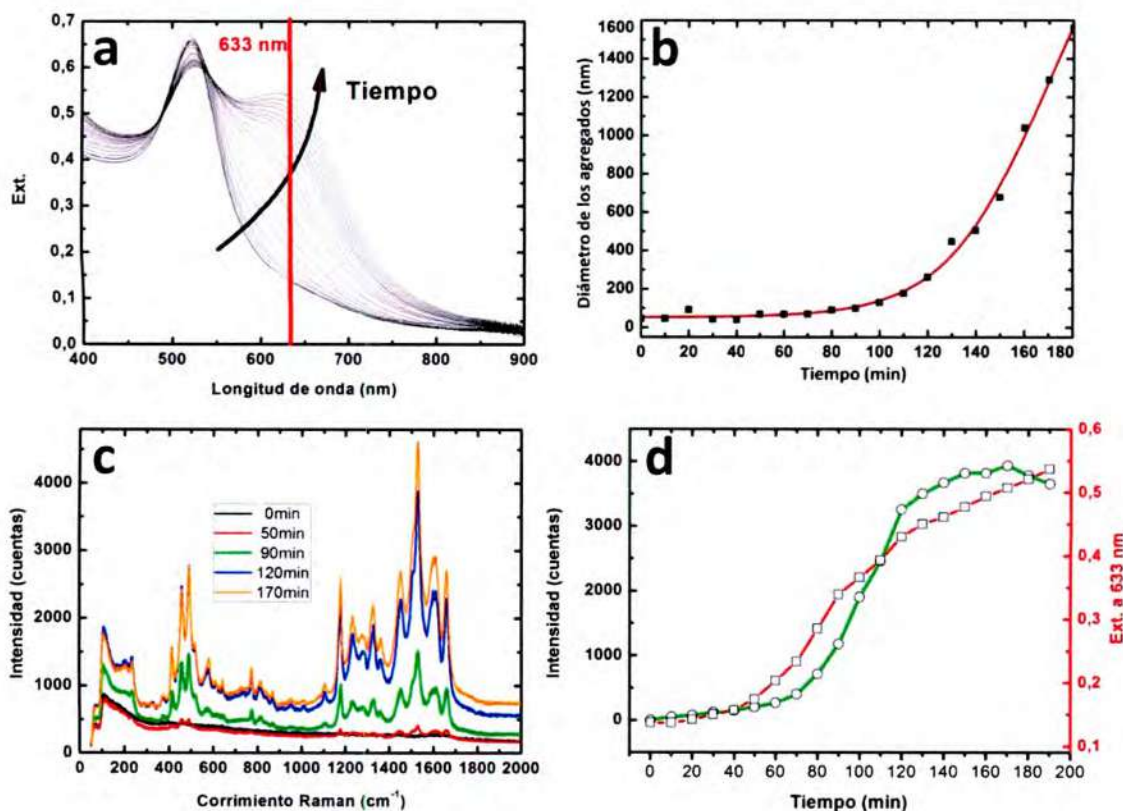 a
633 nm
Tiempo
Ext.
0,7
0,6
0,5
0,4
0,3
0,2
0,1
0,0
400 500 600 700 800 900
Longitud de onda (nm)
b
Diámetro de los agregados (nm)
1600
1400
1200
1000
800
600
400
200
0
0 20 40 60 80 100 120 140 160 180
Tiempo (min)
c
Intensidad (cuentas)
4000
3000
2000
1000
0
0min
50min
90min
120min
170min
0 200 400 600 800 1000 1200 1400 1600 1800 2000
Corrimiento Raman (cm⁻¹)
d
Intensidad (cuentas)
4000
3000
2000
1000
0
0,6
0,5
0,4
0,3
0,2
0,1
Ext. a 633 nm
0 20 40 60 80 100 120 140 160 180 200
Tiempo (min)